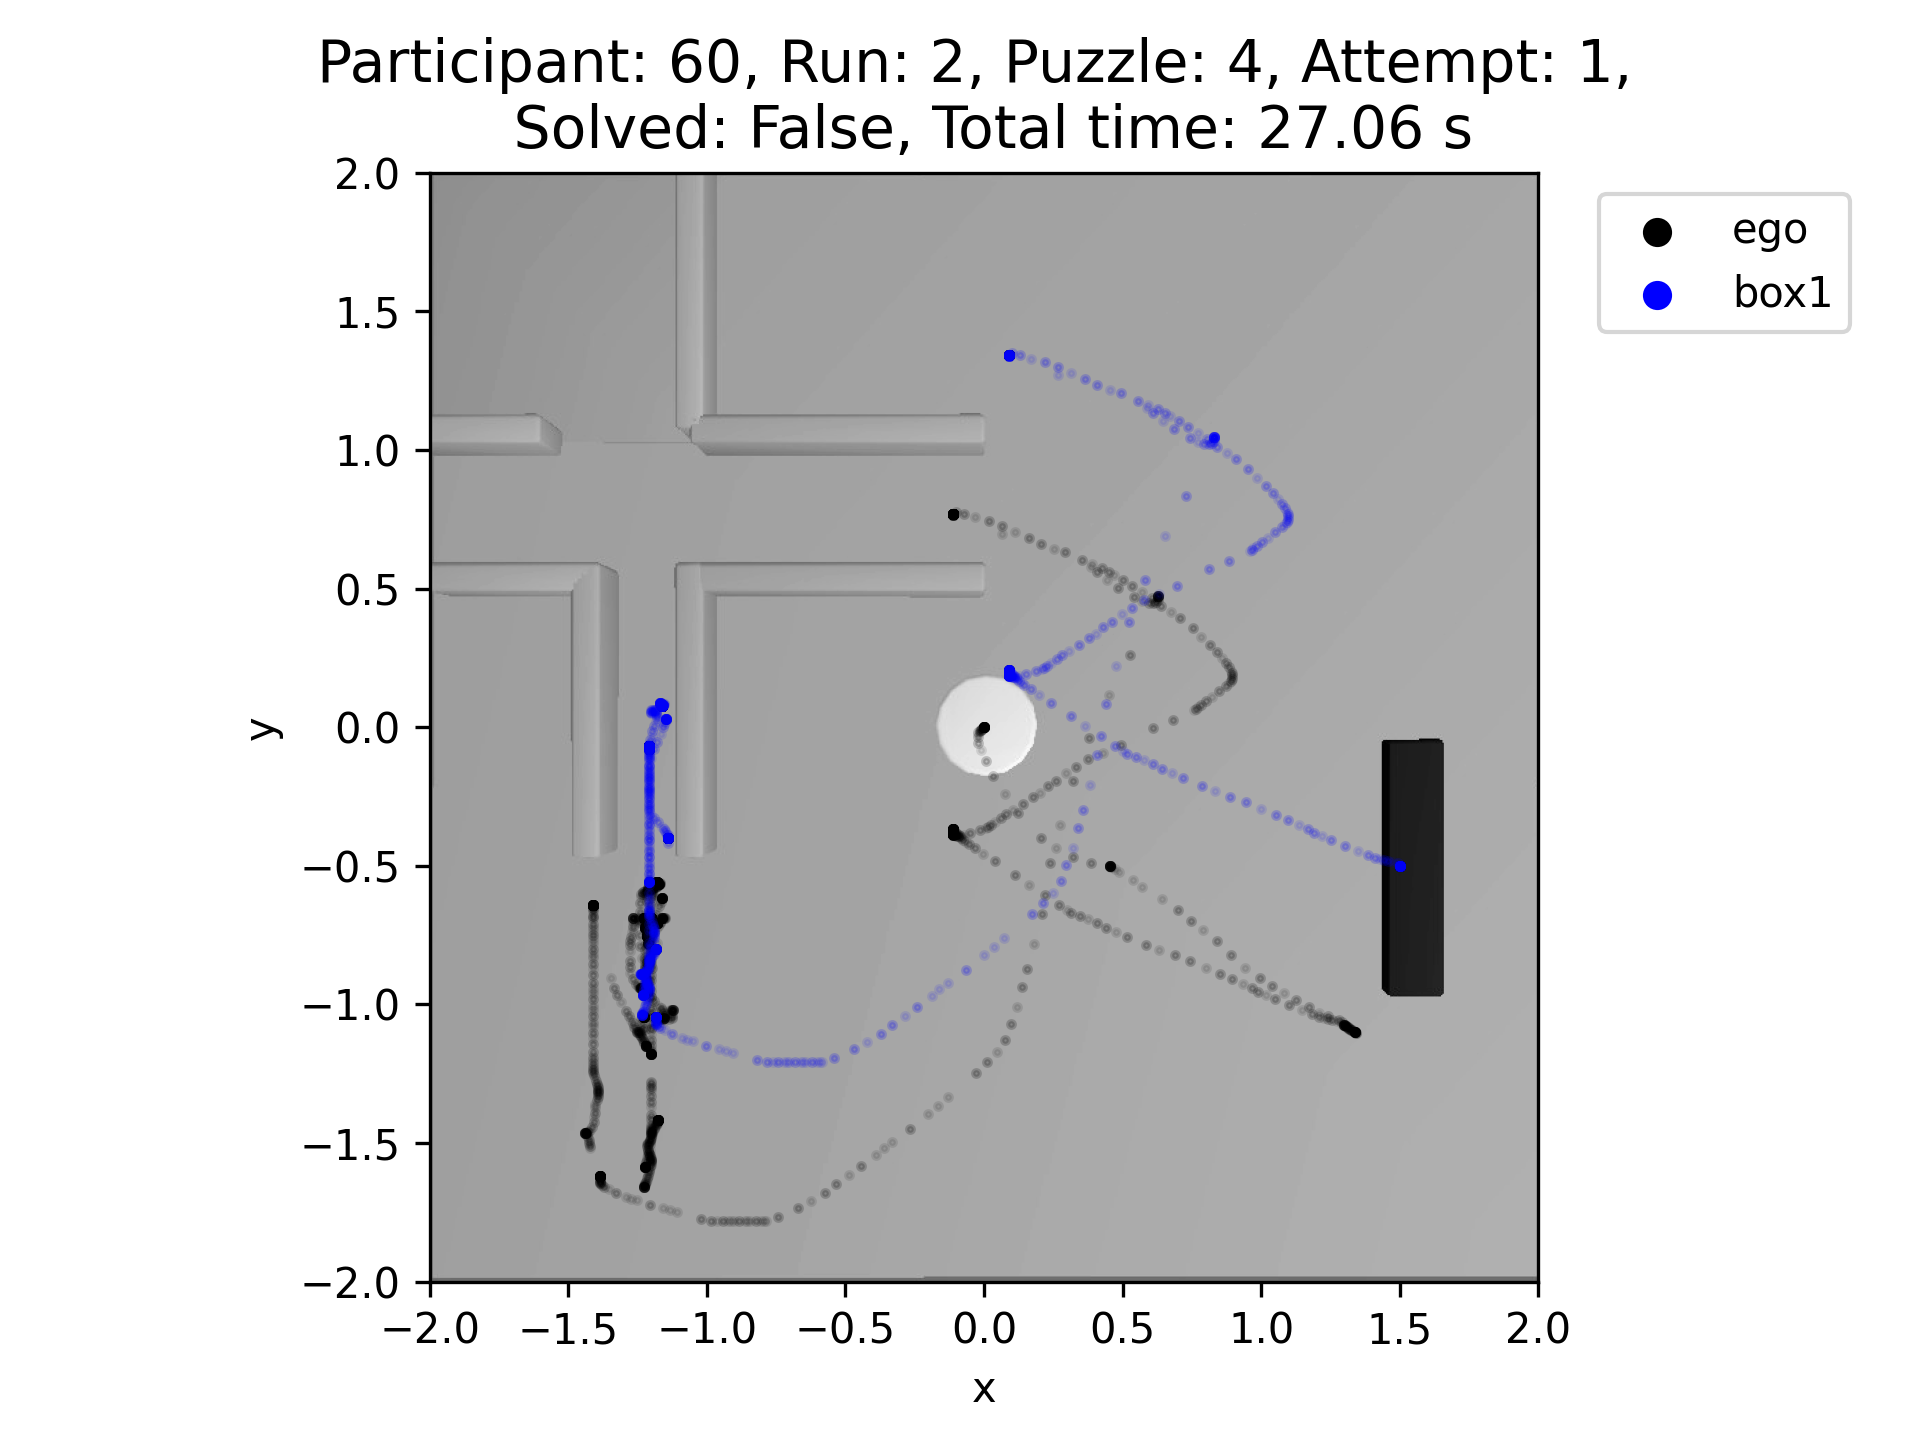 Participant: 60, Run: 2, Puzzle: 4, Attempt: 1,
Solved: False, Total time: 27.06 s
ego
box1
2.0
1.5
1.0
0.5
0.0
−0.5
−1.0
−1.5
−2.0
y
−2.0 −1.5 −1.0 −0.5 0.0 0.5 1.0 1.5 2.0
x